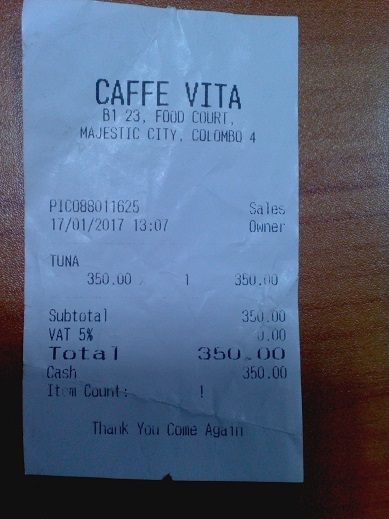 CAFFE VITA
B1 23, FOOD COURT,
MAJESTIC CITY, COLOMBO 4
PIC088011625 Sales
17/01/2017 13:07 Owner
TUNA
350.00 1 350.00
Subtotal 350.00
VAT 5% 0.00
Total 350.00
Cash 350.00
Item Count: 1
Thank You Come Again